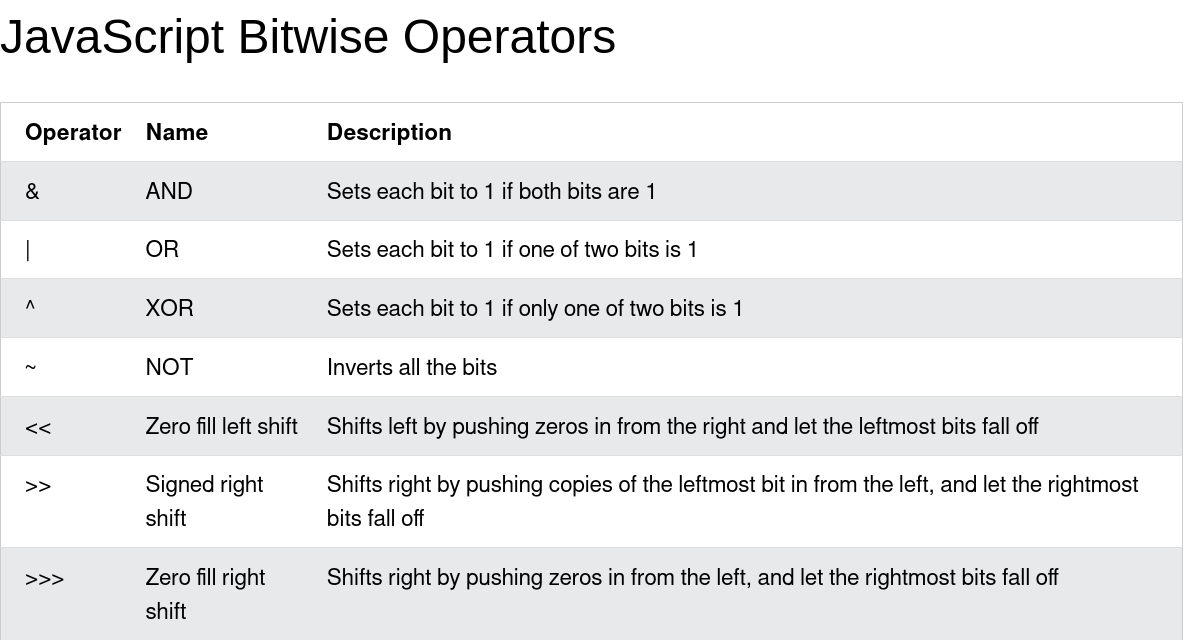 JavaScript Bitwise Operators
Operator Name Description
& AND Sets each bit to 1 if both bits are 1
| OR Sets each bit to 1 if one of two bits is 1
^ XOR Sets each bit to 1 if only one of two bits is 1
~ NOT Inverts all the bits
<< Zero fill left shift Shifts left by pushing zeros in from the right and let the leftmost bits fall off
>> Signed right Shifts right by pushing copies of the leftmost bit in from the left, and let the rightmost
shift bits fall off
>>> Zero fill right Shifts right by pushing zeros in from the left, and let the rightmost bits fall off
shift